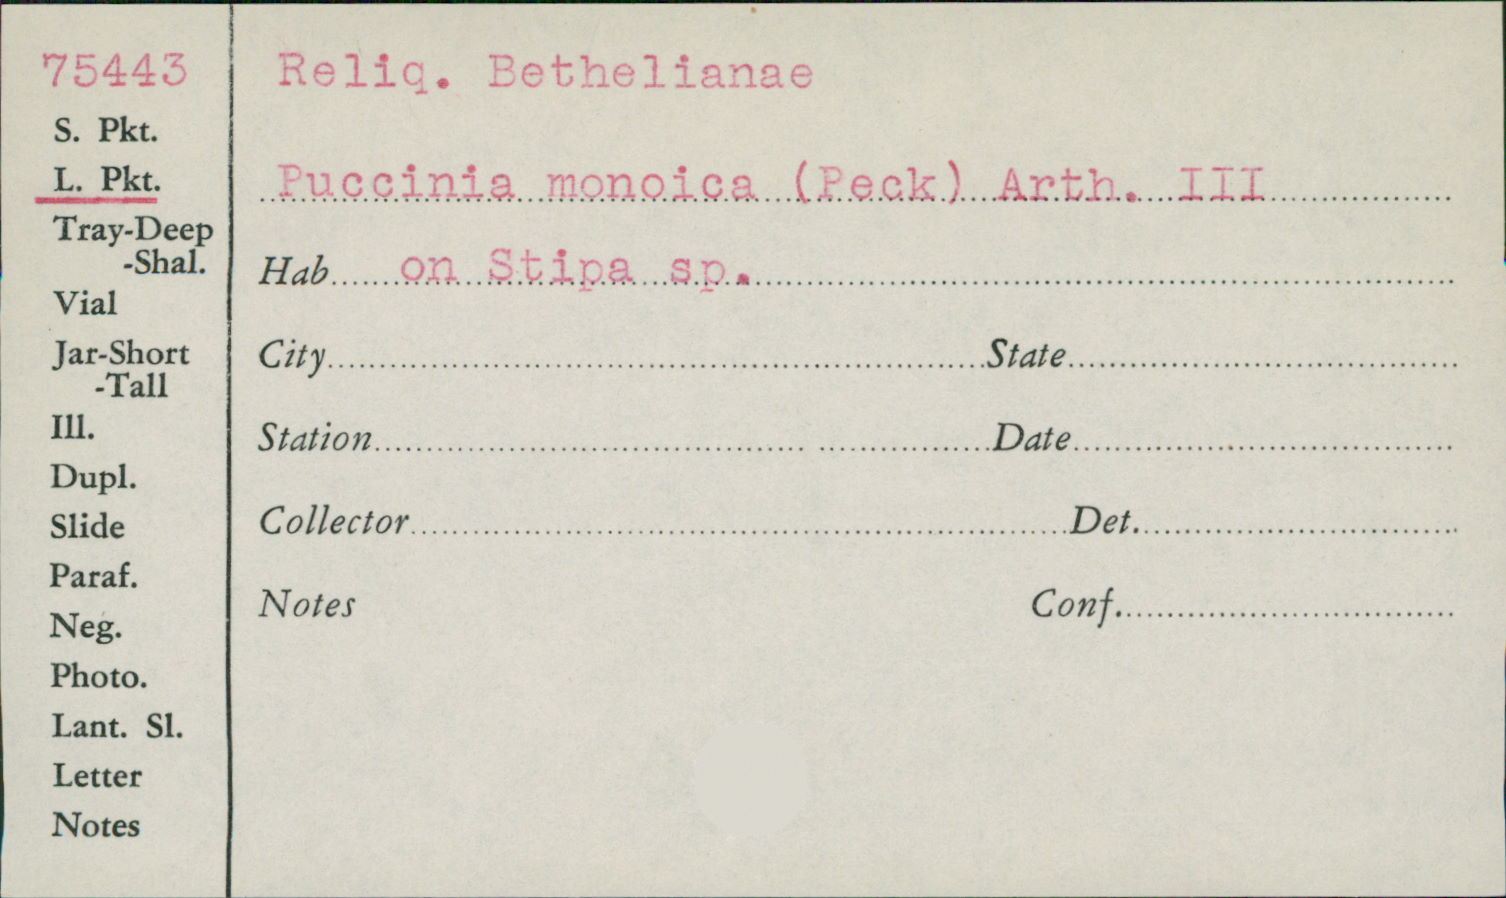 75443
Reliq. Bethelianae
S. Pkt.
L. Pkt.
Puccinia monoica (Peck) Arth. III
Tray-Deep
-Shal.
Hab on Stipa sp.
Vial
Jar-Short
-Tall
City State
Ill.
Station Date
Dupl.
Slide
Collector Det.
Paraf.
Neg.
Notes Conf.
Photo.
Lant. Sl.
Letter
Notes